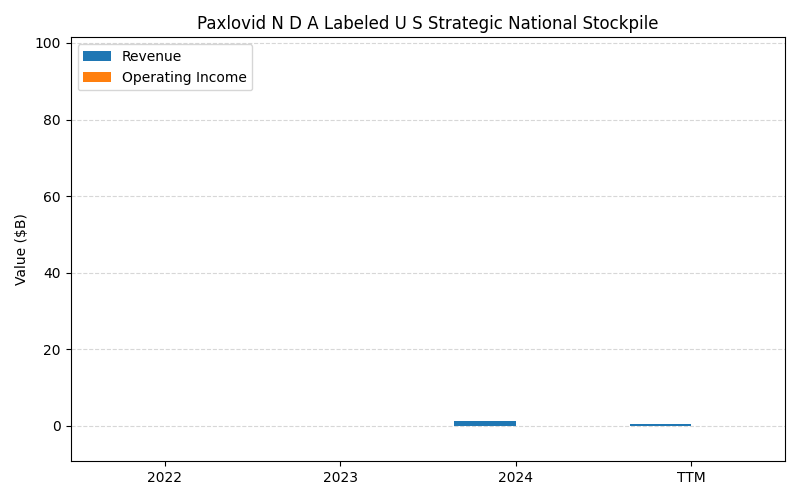 Paxlovid N D A Labeled U S Strategic National Stockpile
Revenue
Operating Income
Value ($B)
100
80
60
40
20
0
2022
2023
2024
TTM